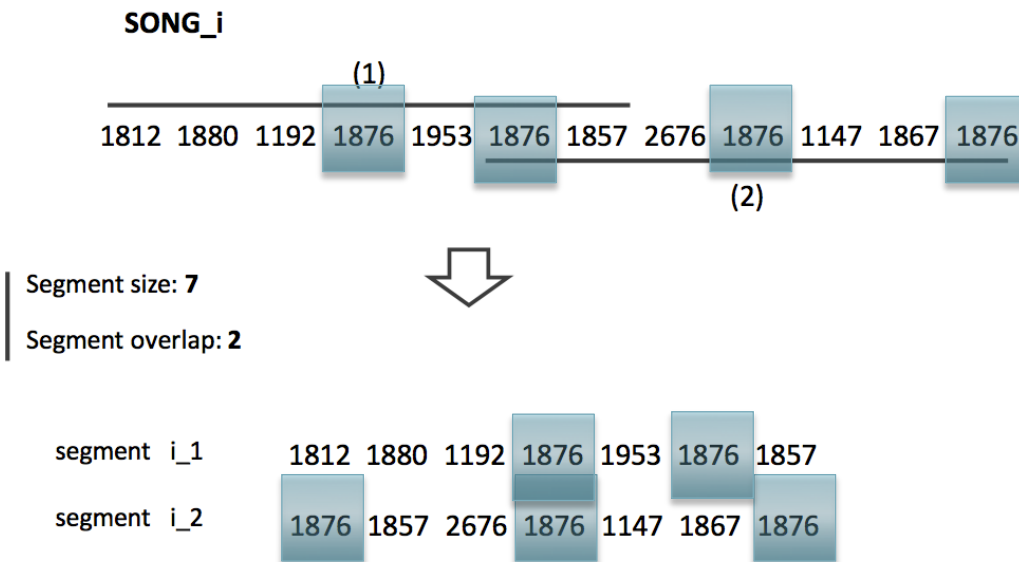 SONG_i
(1)
1812 1880 1192 1876 1953 1876 1857 2676 1876 1147 1867 1876
(2)
Segment size: 7
Segment overlap: 2
segment i_1 1812 1880 1192 1876 1953 1876 1857
segment i_2 1876 1857 2676 1876 1147 1867 1876